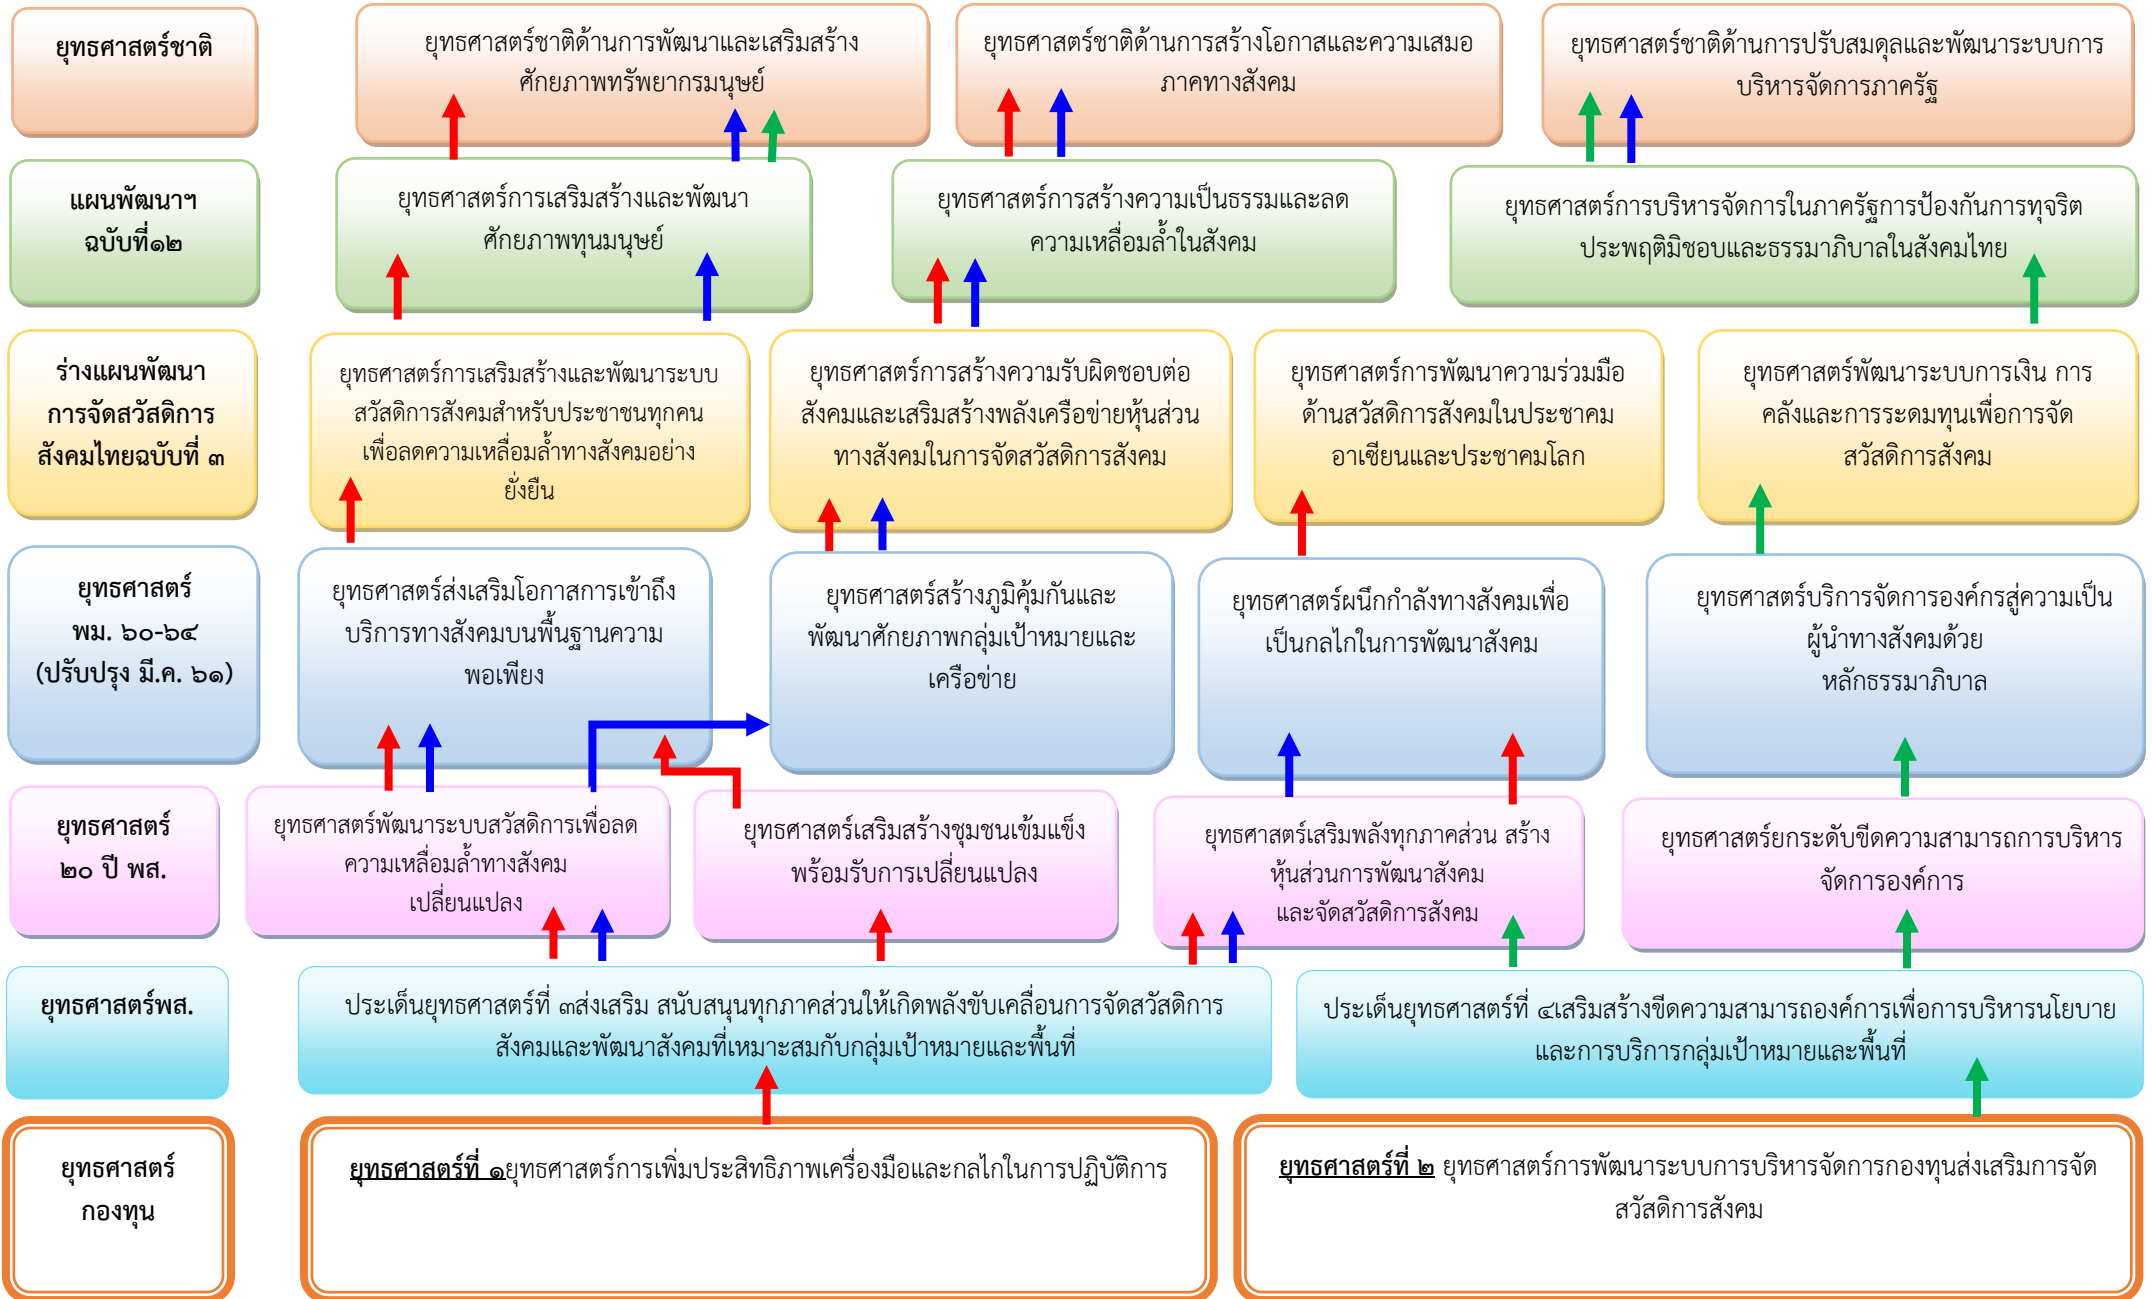 ยุทธศาสตร์ชาติ
ยุทธศาสตร์ชาติด้านการพัฒนาและเสริมสร้าง
ศักยภาพทรัพยากรมนุษย์
ยุทธศาสตร์ชาติด้านการสร้างโอกาสและความเสมอ
ภาคทางสังคม
ยุทธศาสตร์ชาติด้านการปรับสมดุลและพัฒนาระบบการ
บริหารจัดการภาครัฐ
แผนพัฒนาฯ
ฉบับที่๑๒
ยุทธศาสตร์การเสริมสร้างและพัฒนา
ศักยภาพทุนมนุษย์
ยุทธศาสตร์การสร้างความเป็นธรรมและลด
ความเหลื่อมล้ำในสังคม
ยุทธศาสตร์การบริหารจัดการในภาครัฐการป้องกันการทุจริต
ประพฤติมิชอบและธรรมาภิบาลในสังคมไทย
ร่างแผนพัฒนา
การจัดสวัสดิการ
สังคมไทยฉบับที่ ๓
ยุทธศาสตร์การเสริมสร้างและพัฒนาระบบ
สวัสดิการสังคมสำหรับประชาชนทุกคน
เพื่อลดความเหลื่อมล้ำทางสังคมอย่าง
ยั่งยืน
ยุทธศาสตร์การสร้างความรับผิดชอบต่อ
สังคมและเสริมสร้างพลังเครือข่ายหุ้นส่วน
ทางสังคมในการจัดสวัสดิการสังคม
ยุทธศาสตร์การพัฒนาความร่วมมือ
ด้านสวัสดิการสังคมในประชาคม
อาเซียนและประชาคมโลก
ยุทธศาสตร์พัฒนาระบบการเงิน การ
คลังและการระดมทุนเพื่อการจัด
สวัสดิการสังคม
ยุทธศาสตร์
พม. ๖๐-๖๔
(ปรับปรุง มี.ค. ๖๑)
ยุทธศาสตร์ส่งเสริมโอกาสการเข้าถึง
บริการทางสังคมบนพื้นฐานความ
พอเพียง
ยุทธศาสตร์สร้างภูมิคุ้มกันและ
พัฒนาศักยภาพกลุ่มเป้าหมายและ
เครือข่าย
ยุทธศาสตร์ผนึกกำลังทางสังคมเพื่อ
เป็นกลไกในการพัฒนาสังคม
ยุทธศาสตร์บริการจัดการองค์กรสู่ความเป็น
ผู้นำทางสังคมด้วย
หลักธรรมาภิบาล
ยุทธศาสตร์
๒๐ ปี พส.
ยุทธศาสตร์พัฒนาระบบสวัสดิการเพื่อลด
ความเหลื่อมล้ำทางสังคม
เปลี่ยนแปลง
ยุทธศาสตร์เสริมสร้างชุมชนเข้มแข็ง
พร้อมรับการเปลี่ยนแปลง
ยุทธศาสตร์เสริมพลังทุกภาคส่วน สร้าง
หุ้นส่วนการพัฒนาสังคม
และจัดสวัสดิการสังคม
ยุทธศาสตร์ยกระดับขีดความสามารถการบริหาร
จัดการองค์การ
ยุทธศาสตร์พส.
ประเด็นยุทธศาสตร์ที่ ๓ส่งเสริม สนับสนุนทุกภาคส่วนให้เกิดพลังขับเคลื่อนการจัดสวัสดิการ
สังคมและพัฒนาสังคมที่เหมาะสมกับกลุ่มเป้าหมายและพื้นที่
ประเด็นยุทธศาสตร์ที่ ๔เสริมสร้างขีดความสามารถองค์การเพื่อการบริหารนโยบาย
และการบริการกลุ่มเป้าหมายและพื้นที่
ยุทธศาสตร์
กองทุน
ยุทธศาสตร์ที่ ๑ยุทธศาสตร์การเพิ่มประสิทธิภาพเครื่องมือและกลไกในการปฏิบัติการ
ยุทธศาสตร์ที่ ๒ ยุทธศาสตร์การพัฒนาระบบการบริหารจัดการกองทุนส่งเสริมการจัด
สวัสดิการสังคม